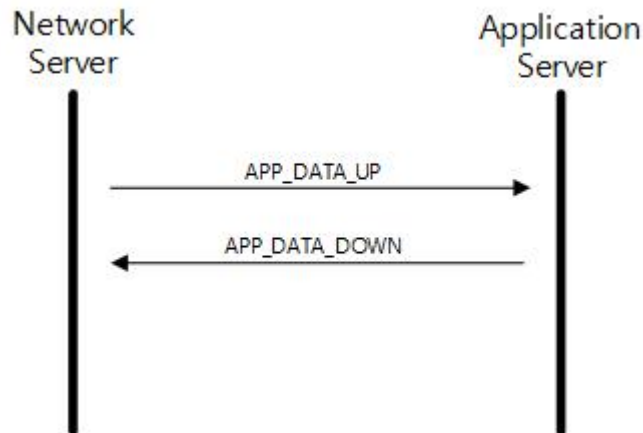 Network
Server
Application
Server
APP_DATA_UP
APP_DATA_DOWN